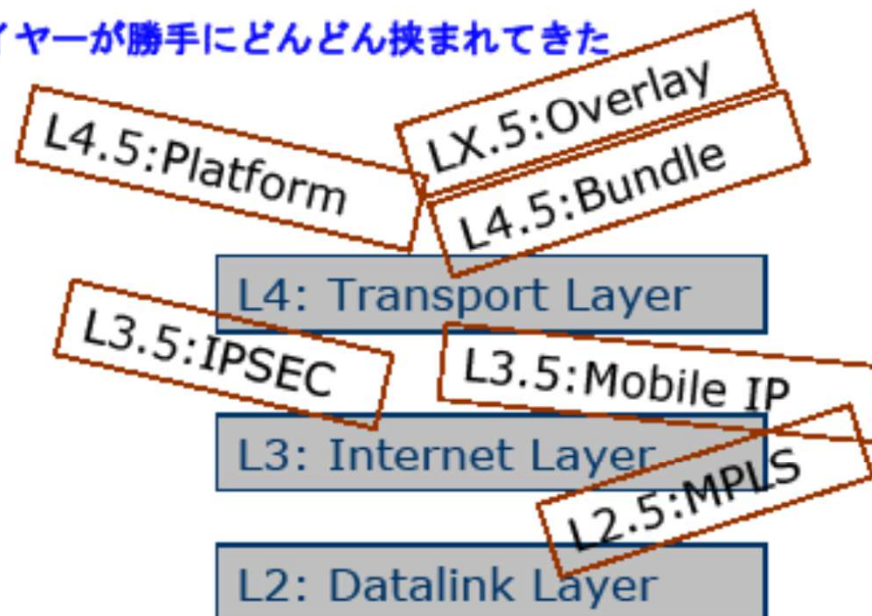 イヤーが勝手にどんどん挟まれてきた
LX.5:Overlay
L4.5:Platform
L4.5:Bundle
L4: Transport Layer
L3.5:IPSEC
L3.5:Mobile IP
L3: Internet Layer
L2.5:MPLS
L2: Datalink Layer